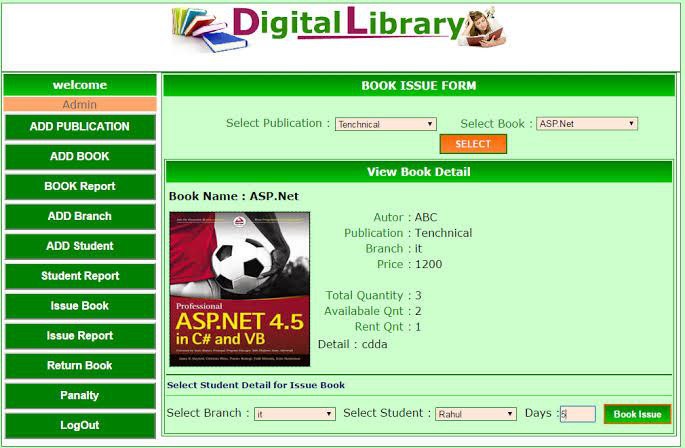 Digital Library
welcome
Admin
ADD PUBLICATION
ADD BOOK
BOOK Report
ADD Branch
ADD Student
Student Report
Issue Book
Issue Report
Return Book
Panalty
LogOut
BOOK ISSUE FORM
Select Publication : Tenchnical Select Book : ASP.Net
SELECT
View Book Detail
Book Name : ASP.Net
Professional
ASP.NET 4.5
in C# and VB
Autor : ABC
Publication : Tenchnical
Branch : it
Price : 1200
Total Quantity : 3
Availabale Qnt : 2
Rent Qnt : 1
Detail : cdda
Select Student Detail for Issue Book
Select Branch : it Select Student : Rahul Days : 5 Book Issue